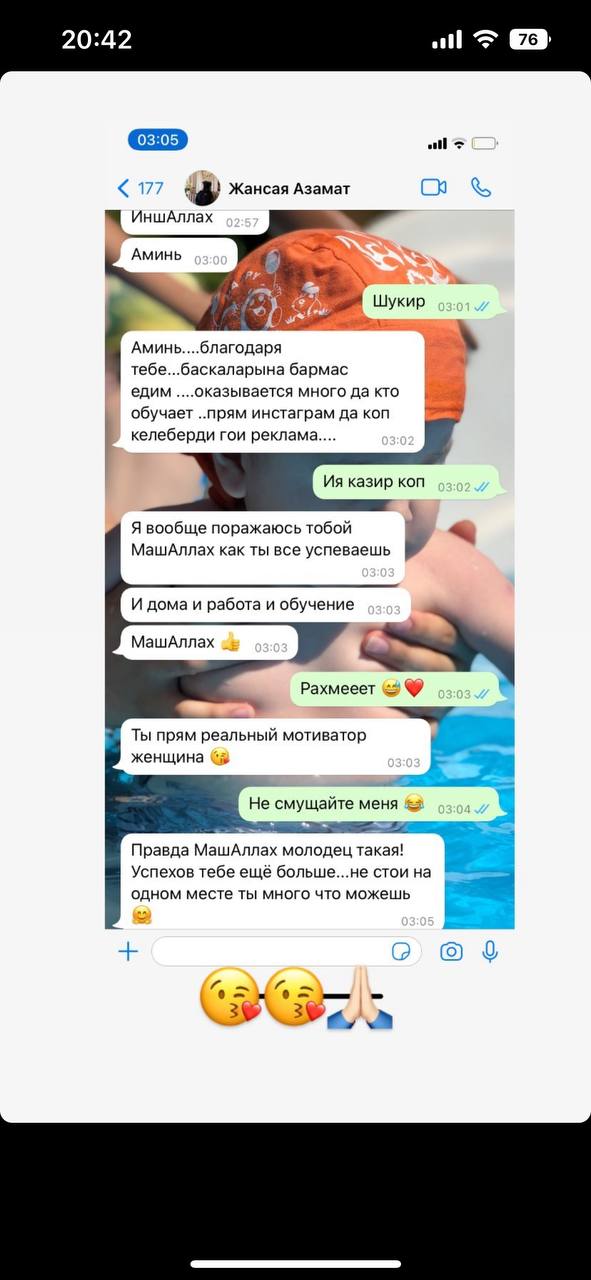 20:42
76
03:05
177
Жансая Азамат
ИншАллах 02:57
Аминь 03:00
Шукир 03:01
Аминь....благодаря
тебе...баскаларына бармас
едим ....оказывается много да кто
обучает ..прям инстаграм да коп
келеберди гои реклама.... 03:02
Ия казир коп 03:02
Я вообще поражаюсь тобой
МашАллах как ты все успеваешь
03:03
И дома и работа и обучение 03:03
МашАллах 👍 03:03
Рахмееет 😅❤️ 03:03
Ты прям реальный мотиватор
женщина 😘 03:03
Не смущайте меня 😂 03:04
Правда МашАллах молодец такая!
Успехов тебе ещё больше...не стои на
одном месте ты много что можешь
🤗 03:05
😘😘🙏🏻